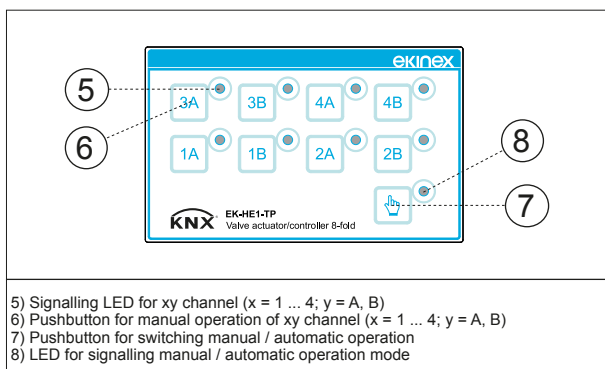 ekinex
5
3A 3B 4A 4B
6
1A 1B 2A 2B
8
7
KNX
EK-HE1-TP
Valve actuator/controller 8-fold
5) Signalling LED for xy channel (x = 1 ... 4; y = A, B)
6) Pushbutton for manual operation of xy channel (x = 1 ... 4; y = A, B)
7) Pushbutton for switching manual / automatic operation
8) LED for signalling manual / automatic operation mode